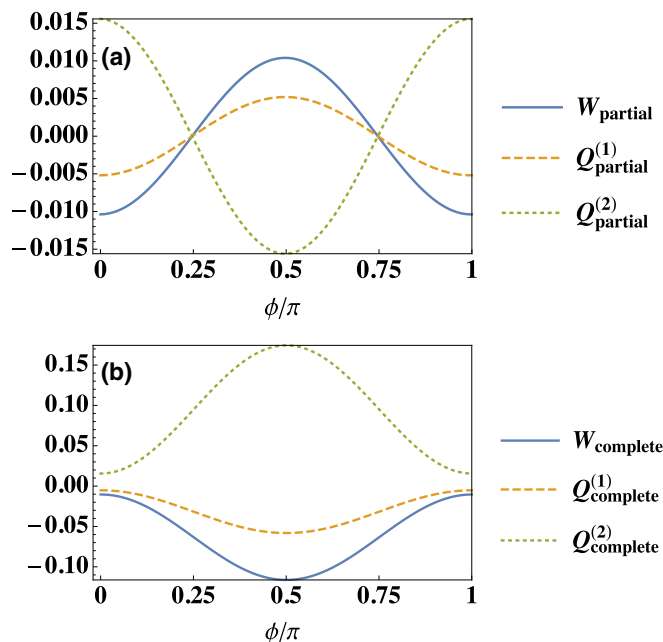 0.015
(a)
0.010
0.005
0.000
−0.005
−0.010
−0.015
0 0.25 0.5 0.75 1
ϕ/π
W_partial
Q^(1)_partial
Q^(2)_partial
0.15
(b)
0.10
0.05
0.00
−0.05
−0.10
0 0.25 0.5 0.75 1
ϕ/π
W_complete
Q^(1)_complete
Q^(2)_complete